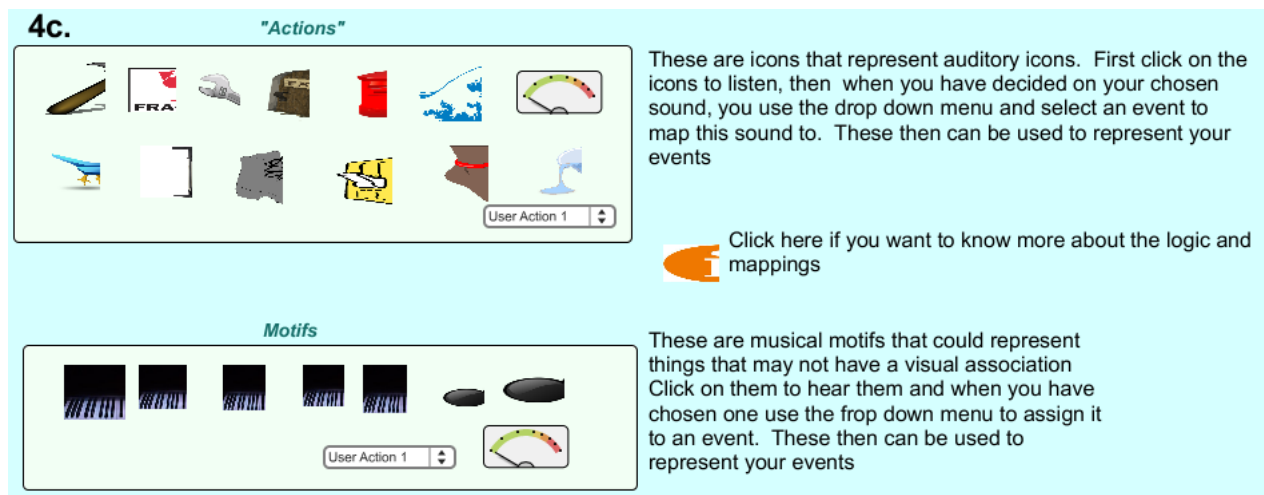 4c.
"Actions"
These are icons that represent auditory icons. First click on the
icons to listen, then when you have decided on your chosen
sound, you use the drop down menu and select an event to
map this sound to. These then can be used to represent your
events
FRA
User Action 1
Click here if you want to know more about the logic and
mappings
Motifs
These are musical motifs that could represent
things that may not have a visual association
Click on them to hear them and when you have
chosen one use the frop down menu to assign it
to an event. These then can be used to
represent your events
User Action 1